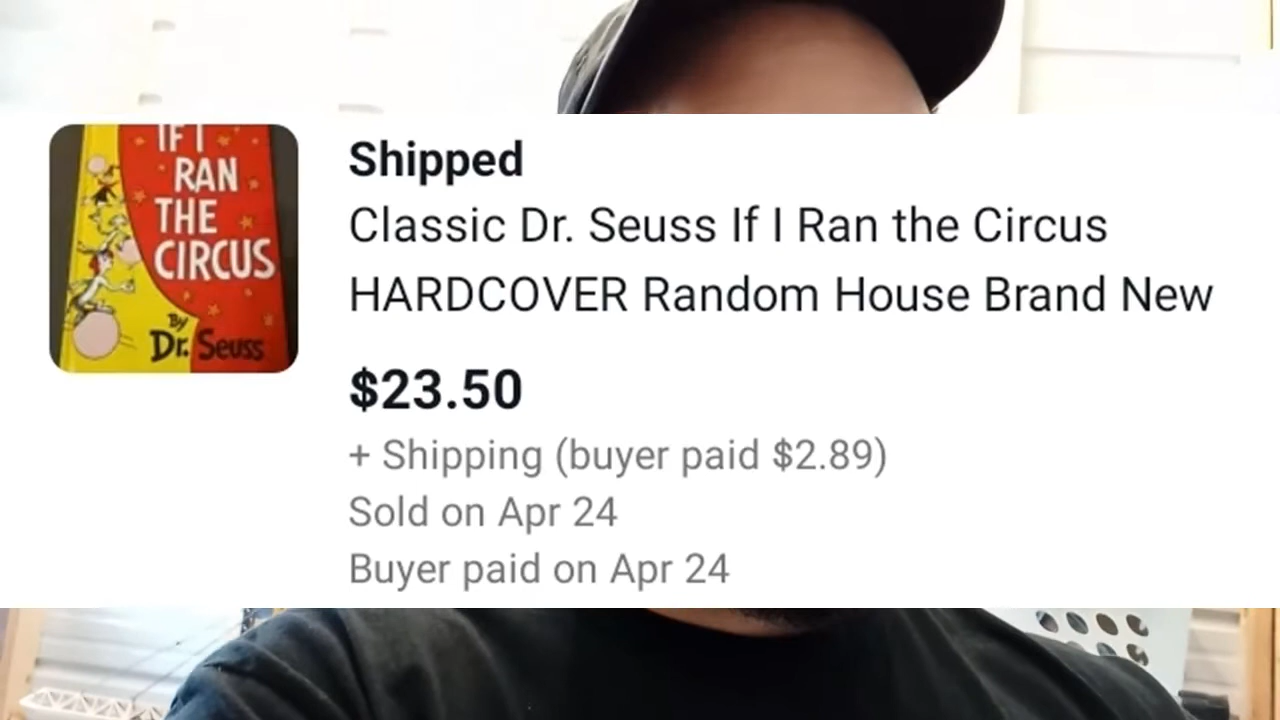 IF I
RAN
THE
CIRCUS
By
Dr. Seuss
Shipped
Classic Dr. Seuss If I Ran the Circus
HARDCOVER Random House Brand New
$23.50
+ Shipping (buyer paid $2.89)
Sold on Apr 24
Buyer paid on Apr 24